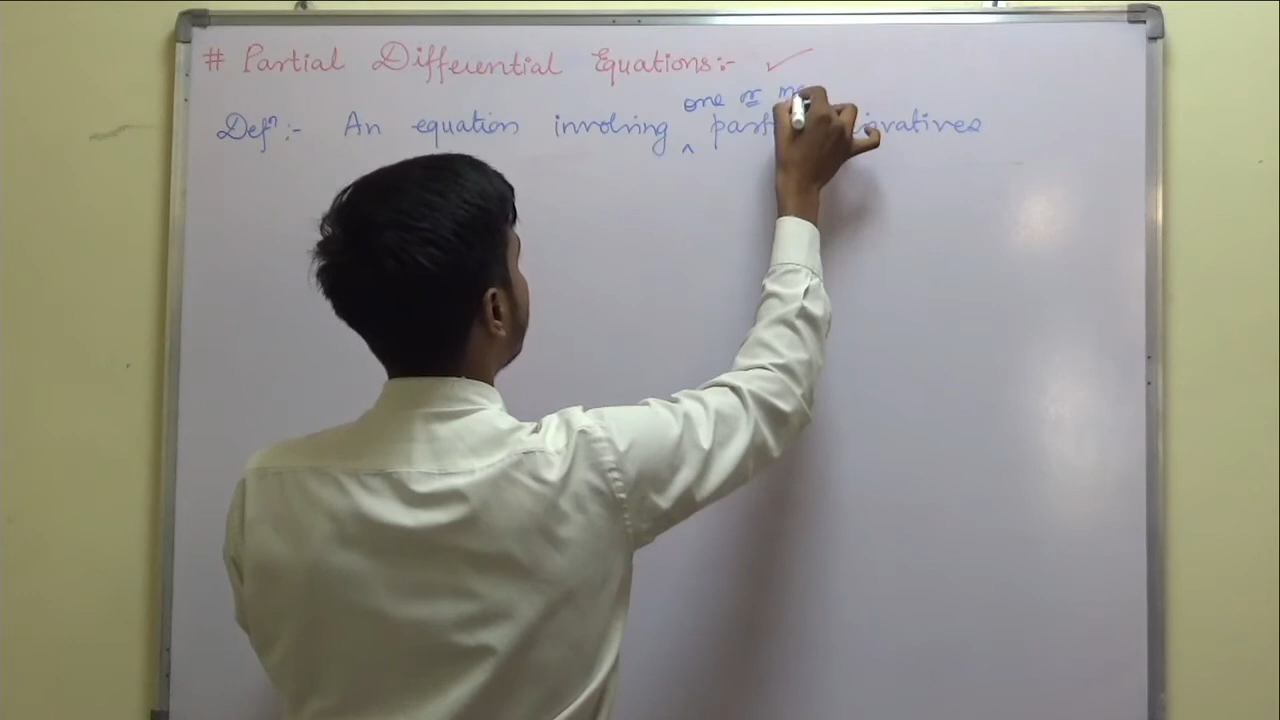 # Partial Differential Equations:- ✓
one or
Defⁿ:- An equation involving ^